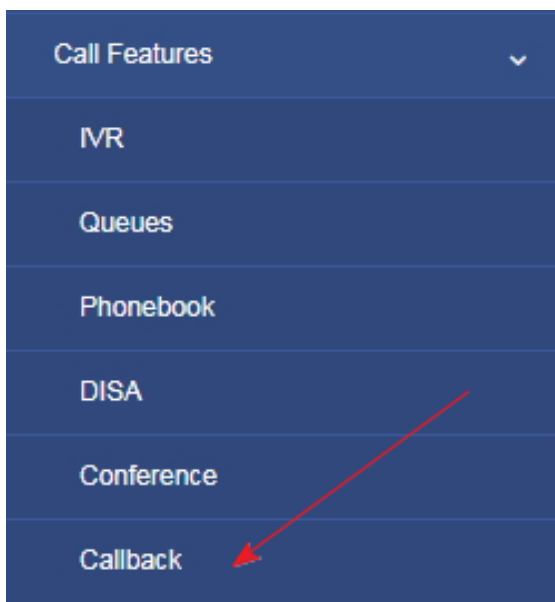 Call Features
IVR
Queues
Phonebook
DISA
Conference
Callback